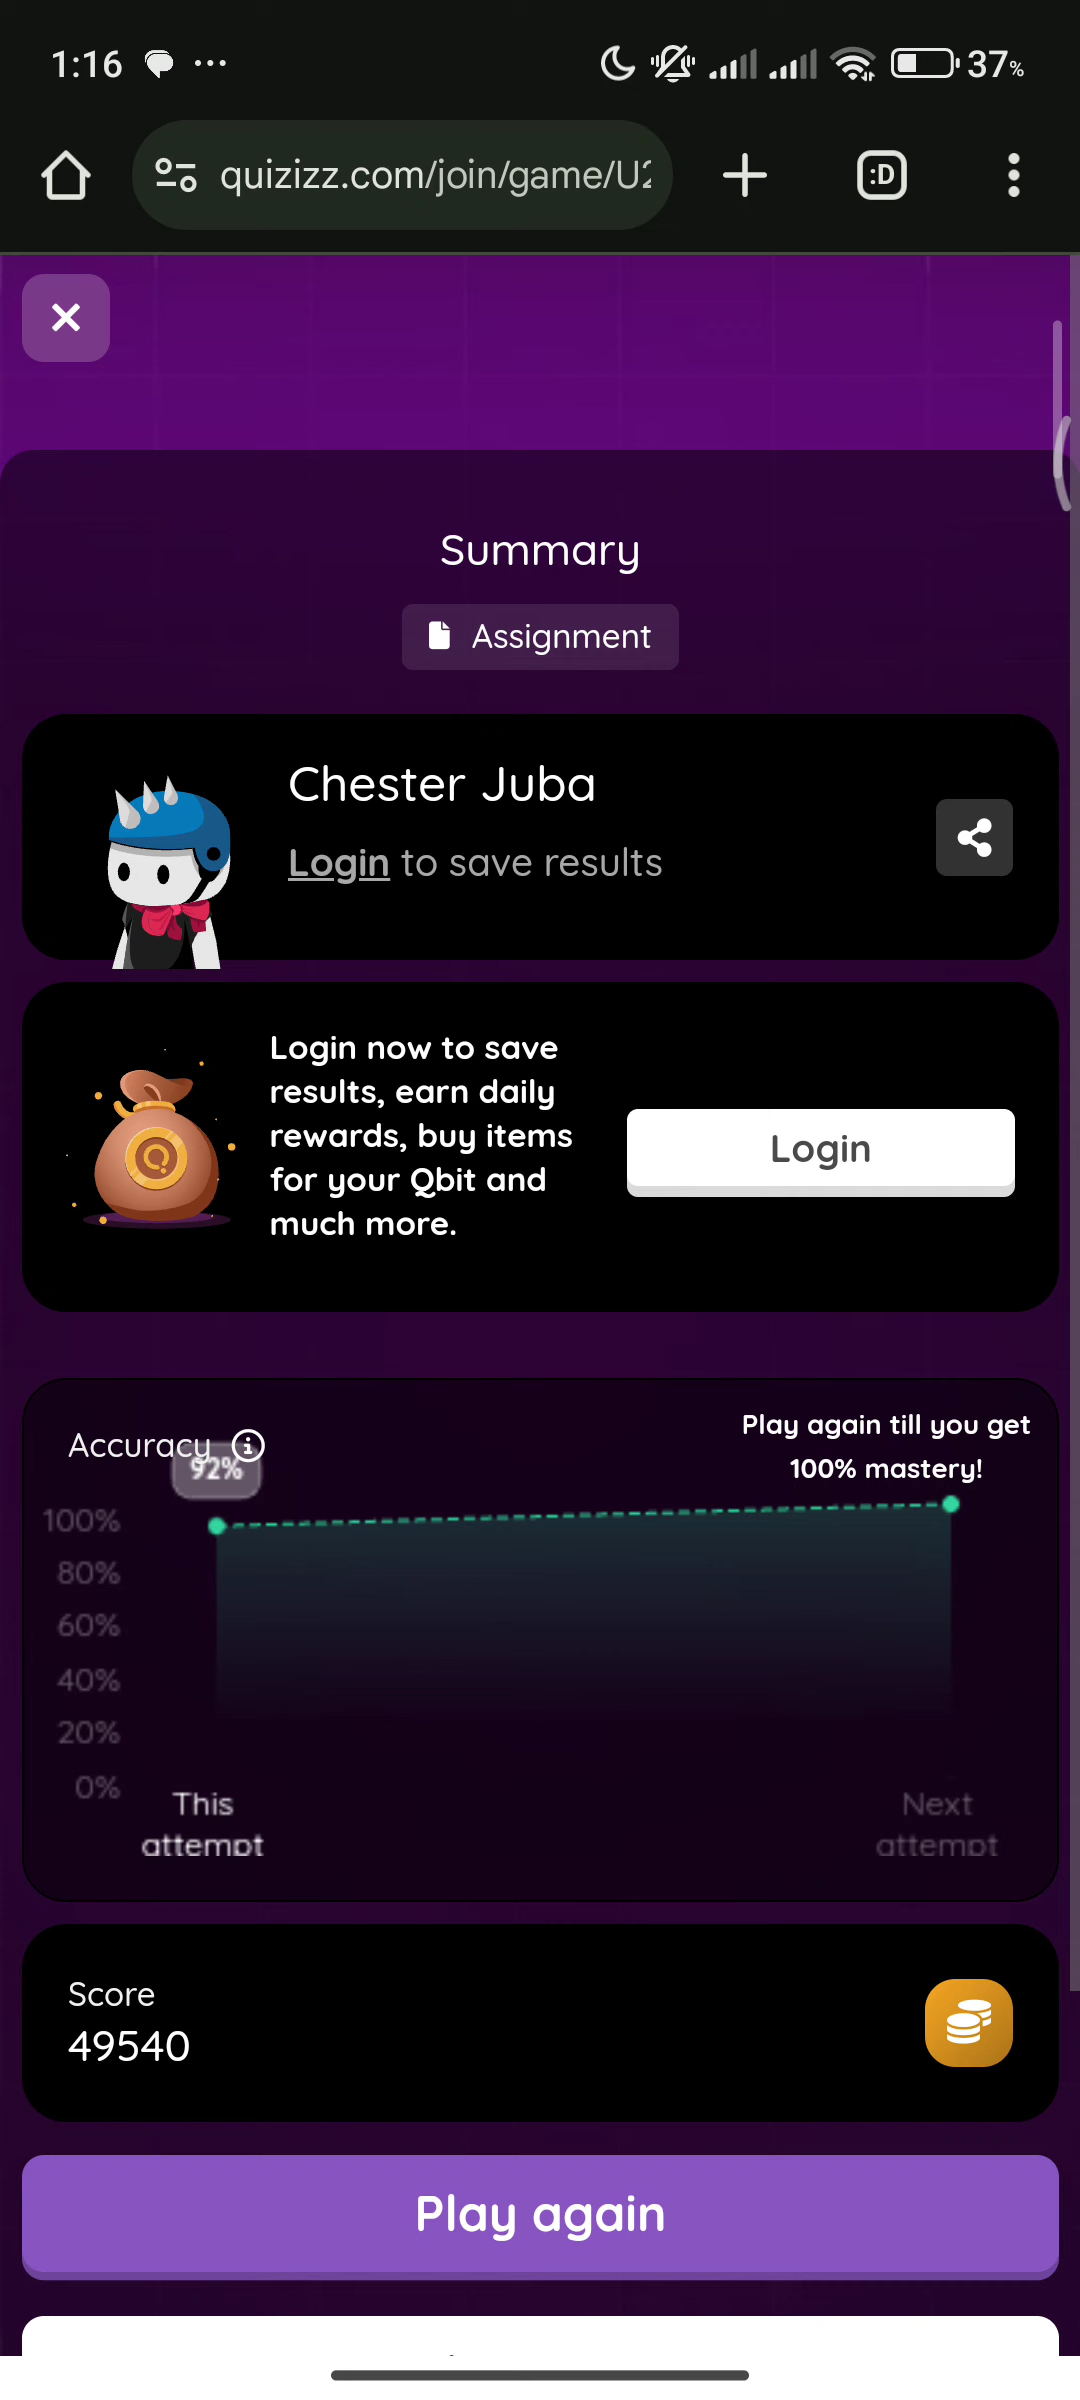 1:16
37%
quizizz.com/join/game/U2
:D
Summary
Assignment
Chester Juba
Login to save results
Login now to save
results, earn daily
rewards, buy items
for your Qbit and
much more.
Login
Accuracy
Play again till you get
100% mastery!
92%
100%
80%
60%
40%
20%
0%
This
attempt
Next
attempt
Score
49540
Play again